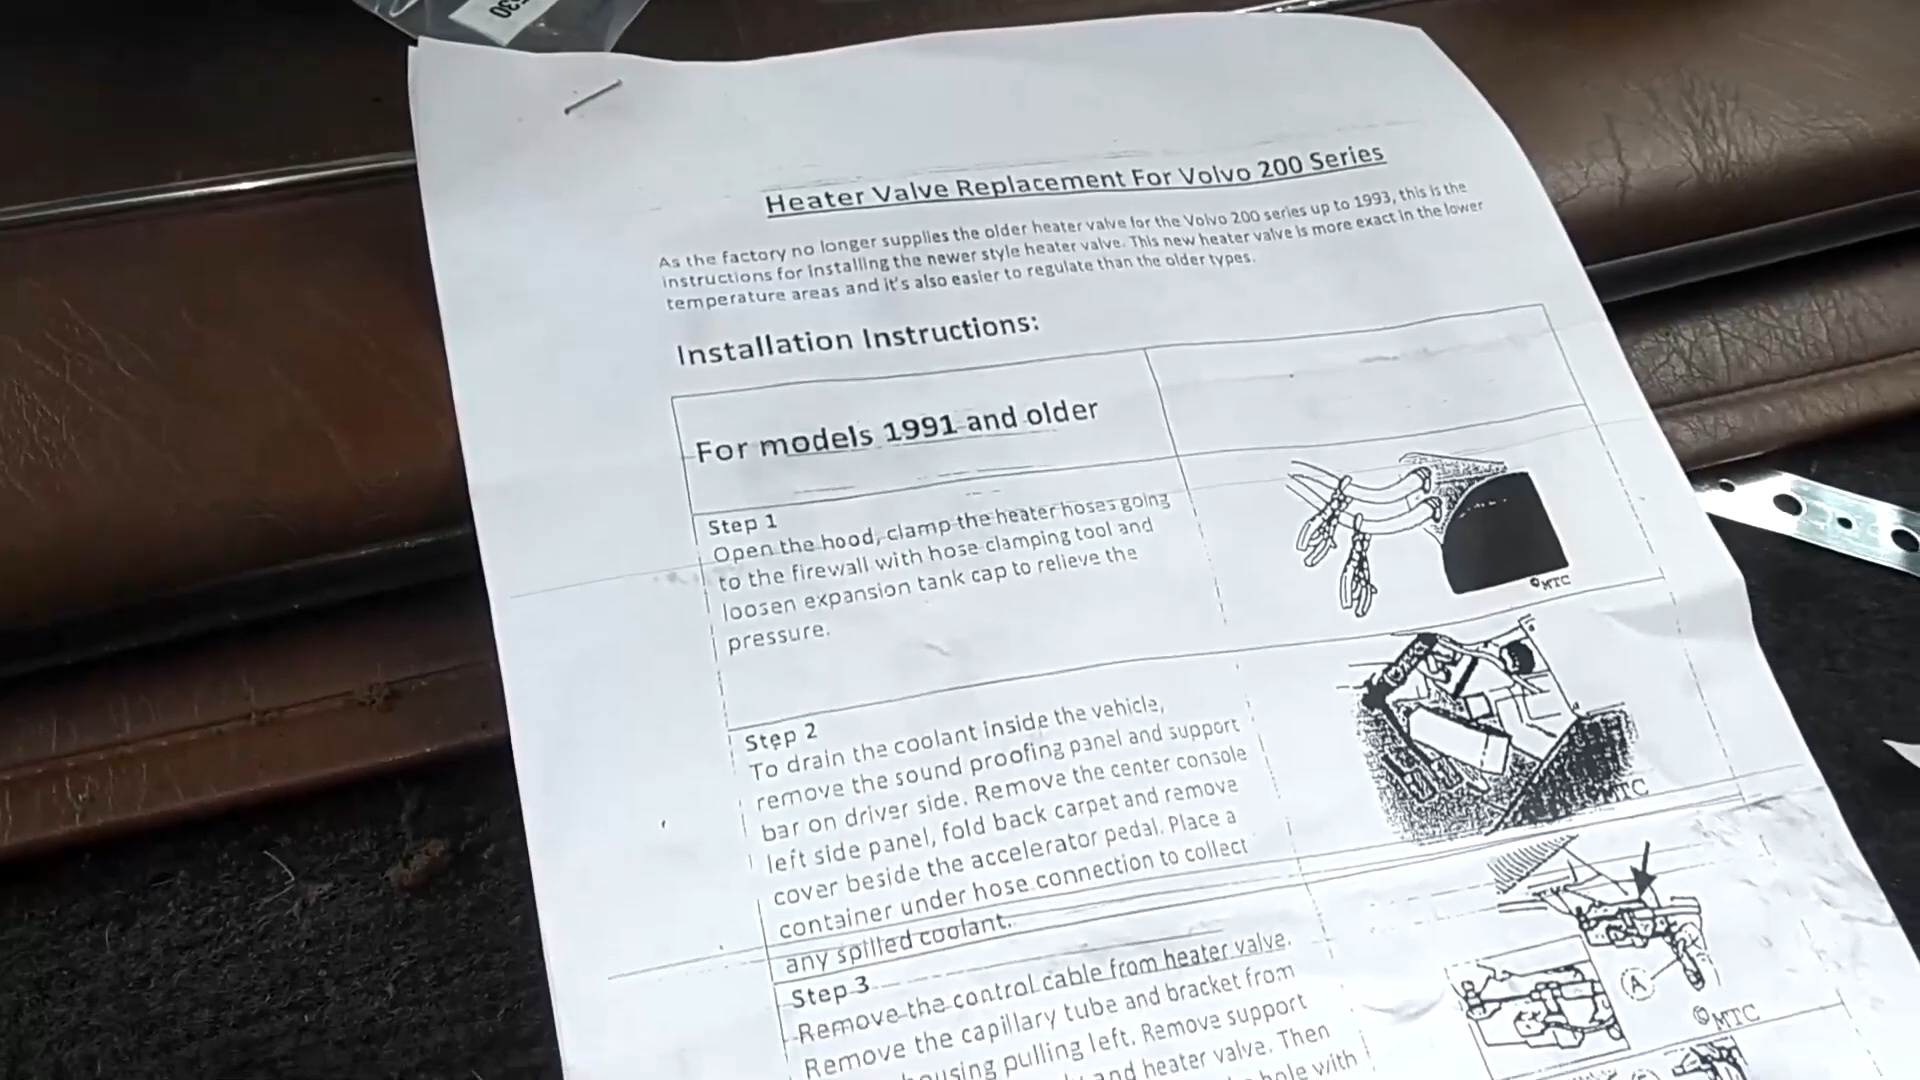 30
Heater Valve Replacement For Volvo 200 Series
As the factory no longer supplies the older heater valve for the Volvo 200 series up to 1993, this is the
instructions for installing the newer style heater valve. This new heater valve is more exact in the lower
temperature areas and it's also easier to regulate than the older types.
Installation Instructions:
For models 1991 and older
Step 1
Open the hood, clamp the heater hoses going
to the firewall with hose clamping tool and
loosen expansion tank cap to relieve the
pressure.
©MTC
Step 2
To drain the coolant inside the vehicle,
remove the sound proofing panel and support
bar on driver side. Remove the center console
left side panel, fold back carpet and remove
cover beside the accelerator pedal. Place a
container under hose connection to collect
any spilled coolant.
MTC
Step 3
Remove the control cable from heater valve.
Remove the capillary tube and bracket from
housing pulling left. Remove support
and heater valve. Then
hole with
A
©MTC